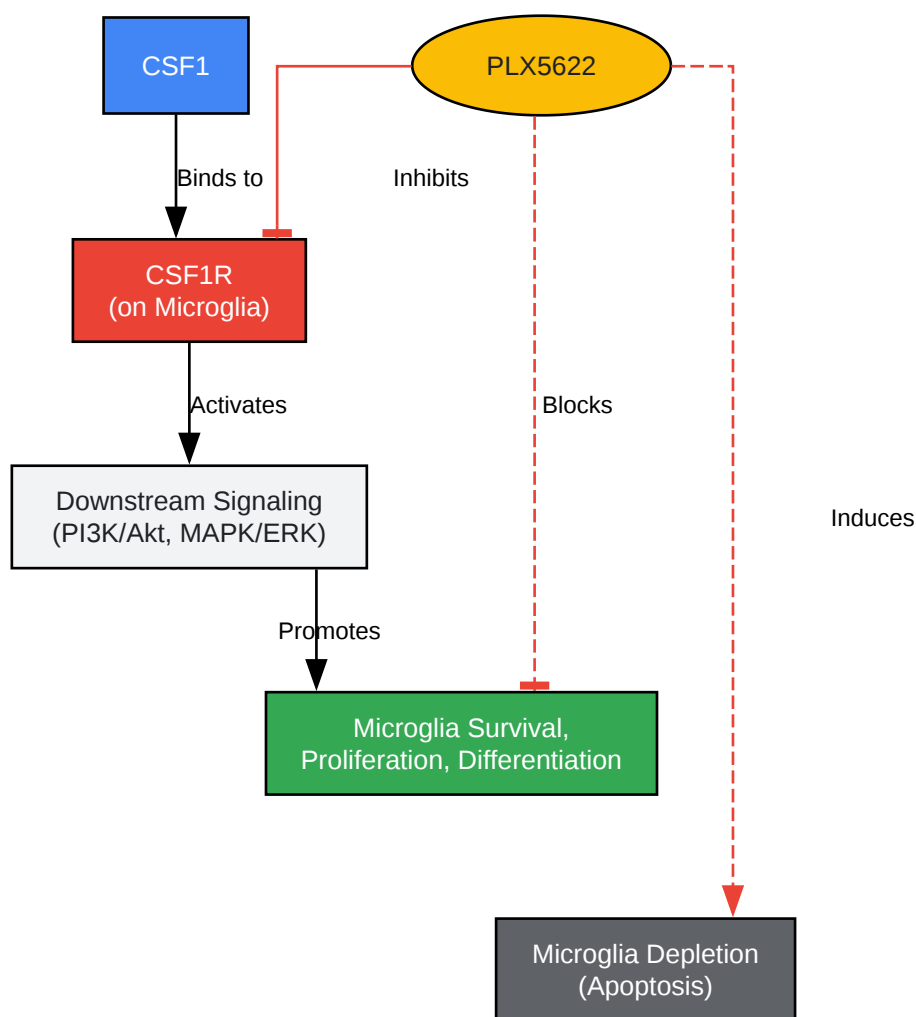 CSF1
PLX5622
Binds to
Inhibits
CSF1R
(on Microglia)
Activates
Blocks
Downstream Signaling
(PI3K/Akt, MAPK/ERK)
Induces
Promotes
Microglia Survival,
Proliferation, Differentiation
Microglia Depletion
(Apoptosis)